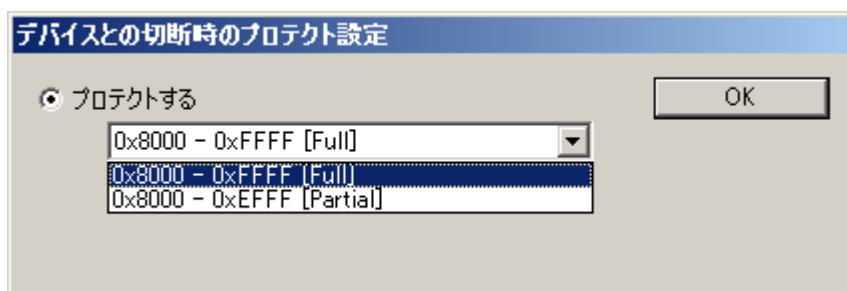 デバイスとの切断時のプロテクト設定
プロテクトする
OK
0x8000 - 0xFFFF [Full]
0x8000 - 0xFFFF [Full]
0x8000 - 0xEFFF [Partial]